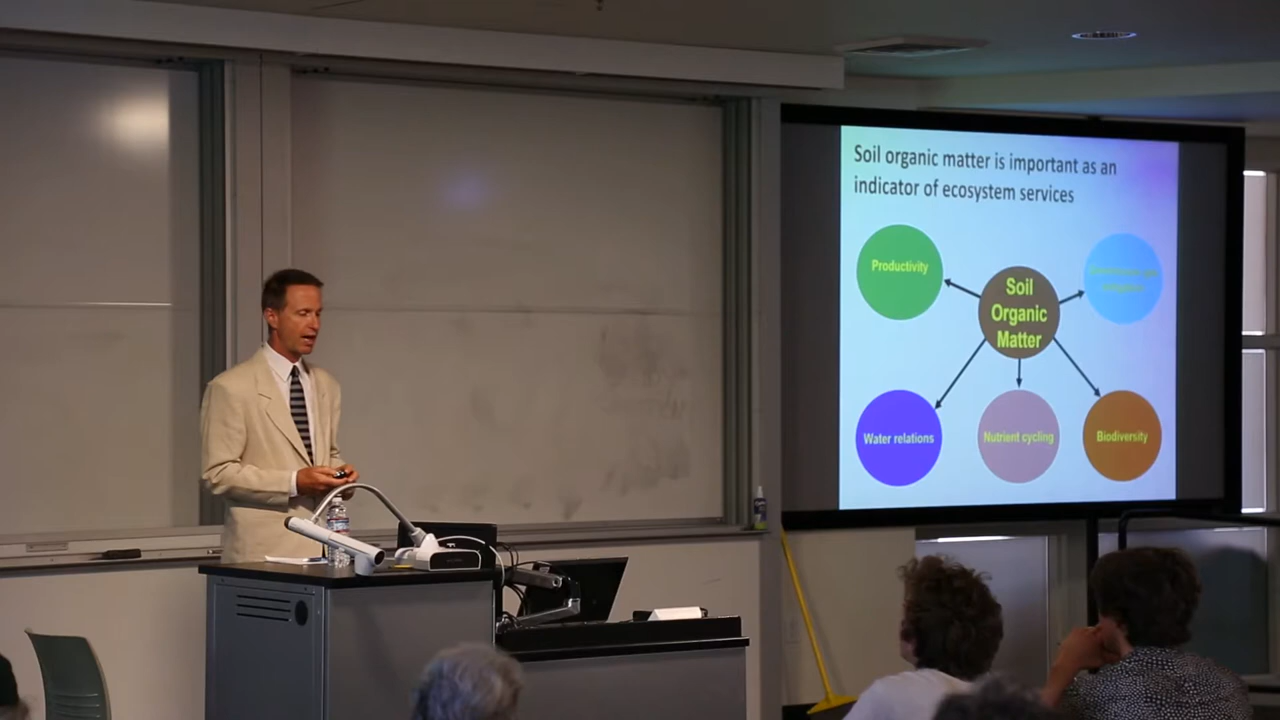 Soil organic matter is important as an
indicator of ecosystem services
Productivity
Soil
Organic
Matter
Water relations
Nutrient cycling
Biodiversity